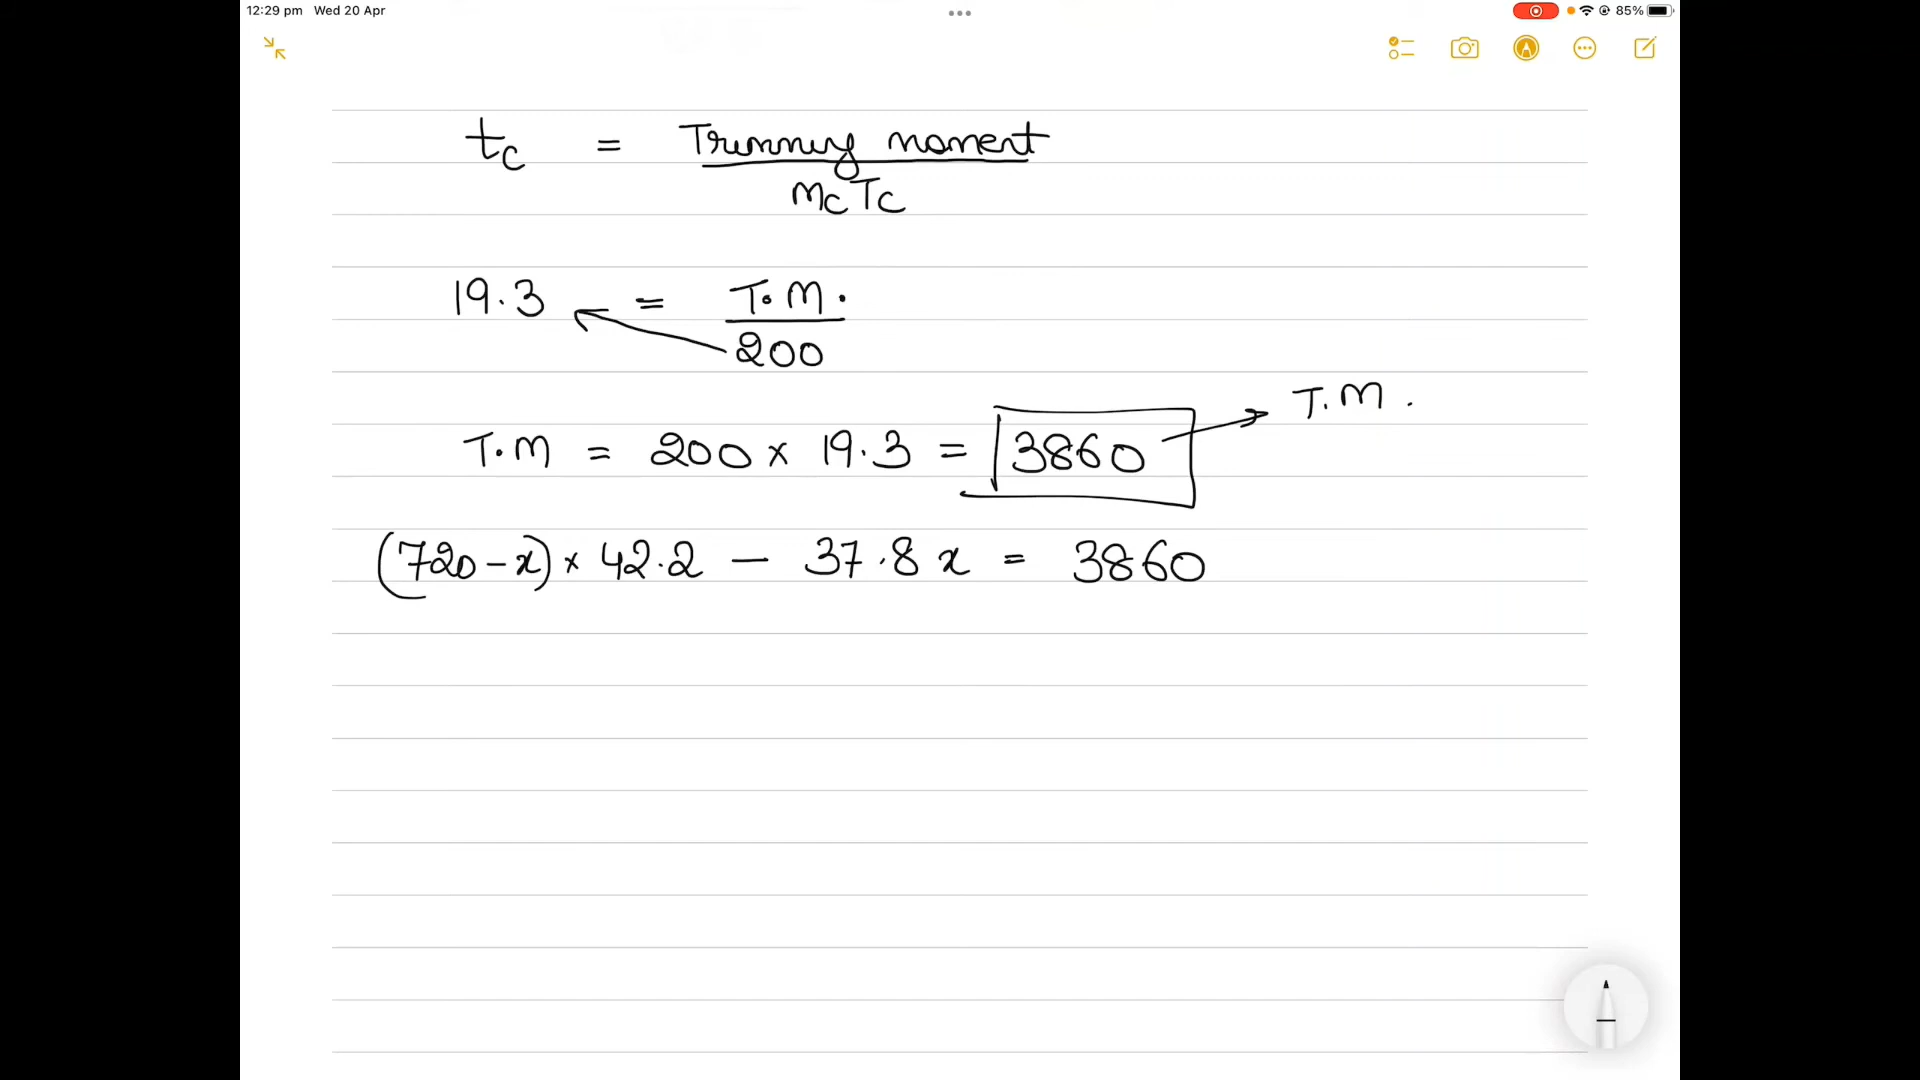 12:29 pm Wed 20 Apr 85%
tc = Trimming moment
MCTC
19.3 = T.M.
200
T.M.
T.M = 200 × 19.3 = 3860
(720-x) × 42.2 - 37.8x = 3860